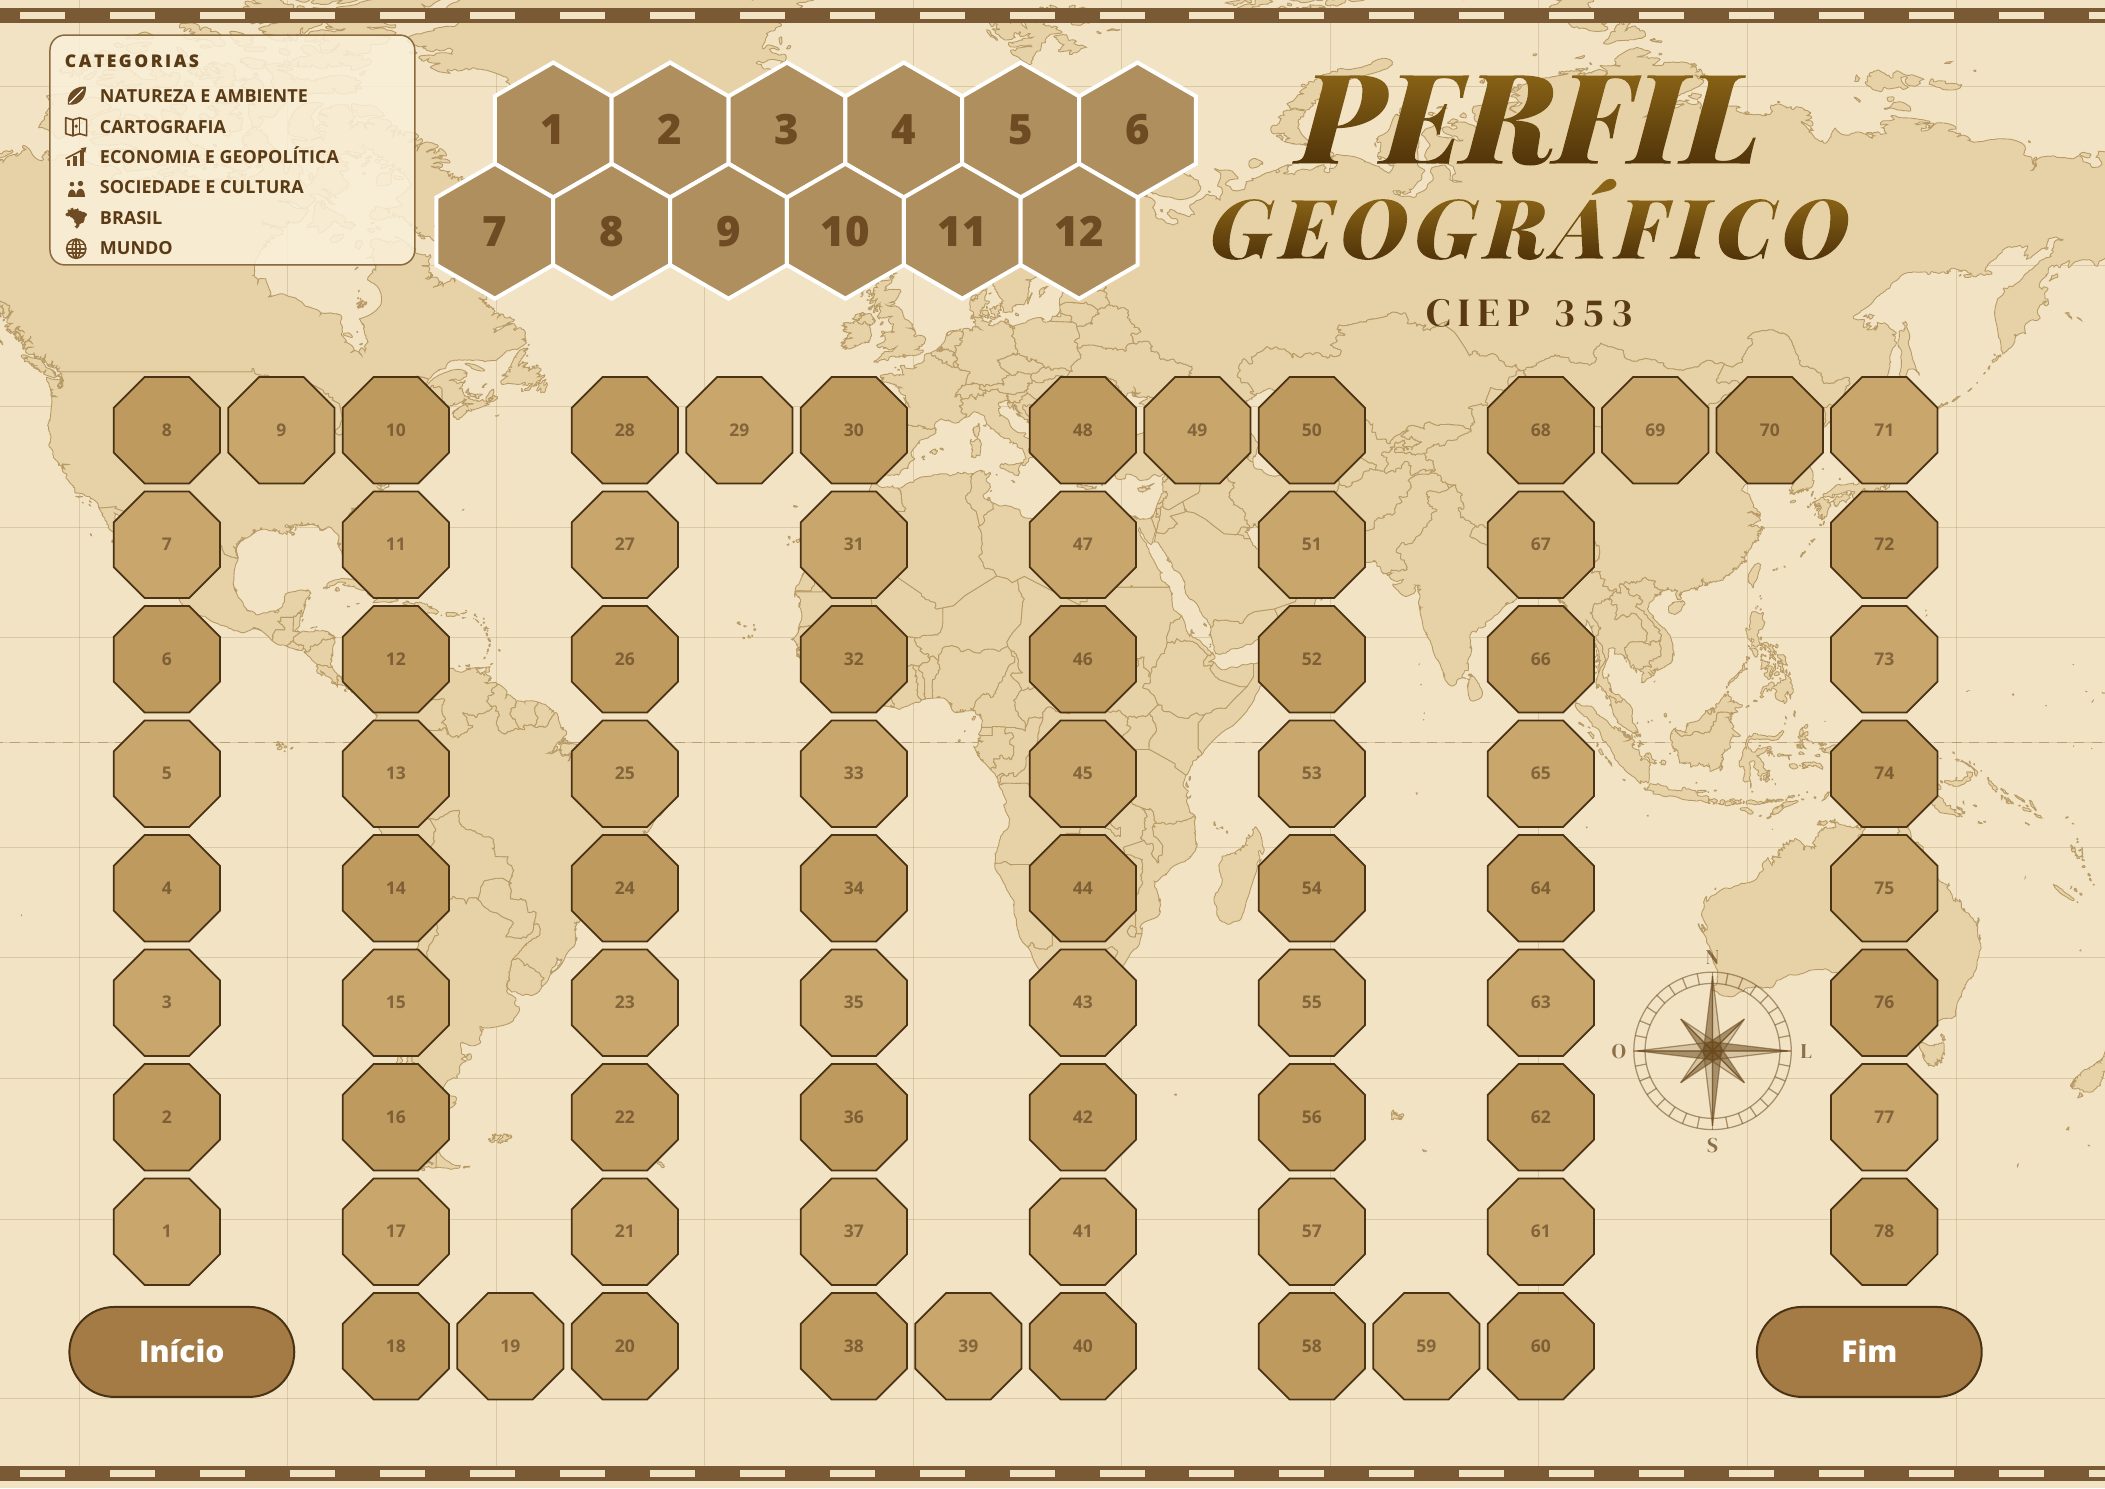 CATEGORIAS
NATUREZA E AMBIENTE
CARTOGRAFIA
ECONOMIA E GEOPOLÍTICA
SOCIEDADE E CULTURA
BRASIL
MUNDO
1 2 3 4 5 6
7 8 9 10 11 12
PERFIL
GEOGRÁFICO
CIEP 353
8 9 10 28 29 30 48 49 50 68 69 70 71
7 11 27 31 47 51 67 72
6 12 26 32 46 52 66 73
5 13 25 33 45 53 65 74
4 14 24 34 44 54 64 75
N
3 15 23 35 43 55 63 76
O L
2 16 22 36 42 56 62 77
S
1 17 21 37 41 57 61 78
Início 18 19 20 38 39 40 58 59 60 Fim